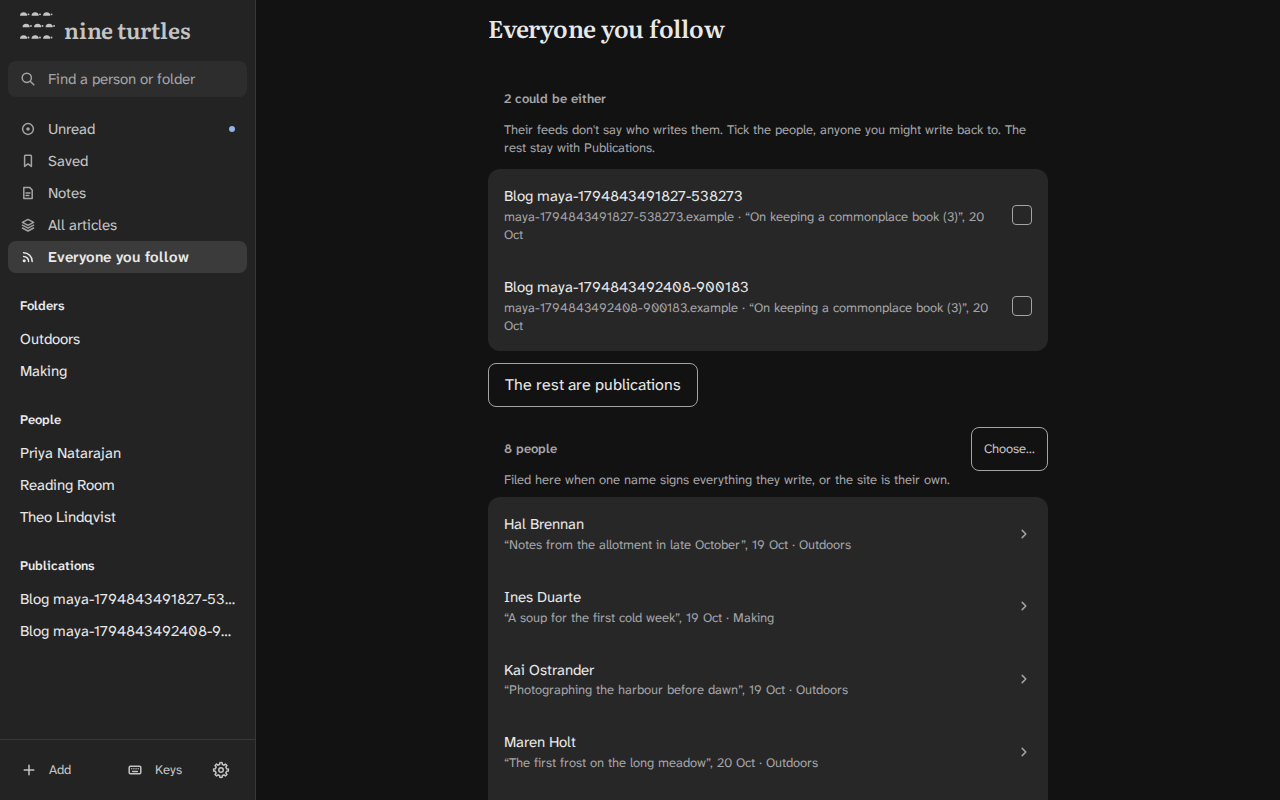 nine turtles
Find a person or folder
Unread
Saved
Notes
All articles
Everyone you follow
Folders
Outdoors
Making
People
Priya Natarajan
Reading Room
Theo Lindqvist
Publications
Blog maya-1794843491827-53…
Blog maya-1794843492408-9…
Add
Keys
Everyone you follow
2 could be either
Their feeds don't say who writes them. Tick the people, anyone you might write back to. The
rest stay with Publications.
Blog maya-1794843491827-538273
maya-1794843491827-538273.example · “On keeping a commonplace book (3)”, 20
Oct
Blog maya-1794843492408-900183
maya-1794843492408-900183.example · “On keeping a commonplace book (3)”, 20
Oct
The rest are publications
8 people
Choose…
Filed here when one name signs everything they write, or the site is their own.
Hal Brennan
“Notes from the allotment in late October”, 19 Oct · Outdoors
Ines Duarte
“A soup for the first cold week”, 19 Oct · Making
Kai Ostrander
“Photographing the harbour before dawn”, 19 Oct · Outdoors
Maren Holt
“The first frost on the long meadow”, 20 Oct · Outdoors